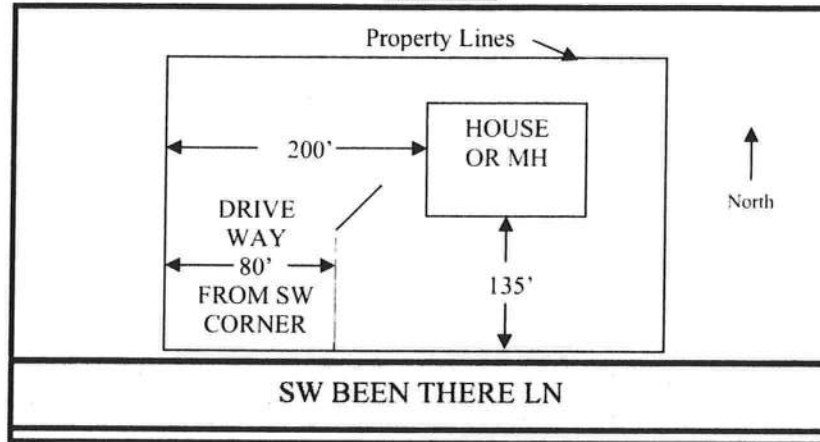 Property Lines
HOUSE
OR MH
200'
North
DRIVE
WAY
80'
FROM SW
CORNER
135'
SW BEEN THERE LN